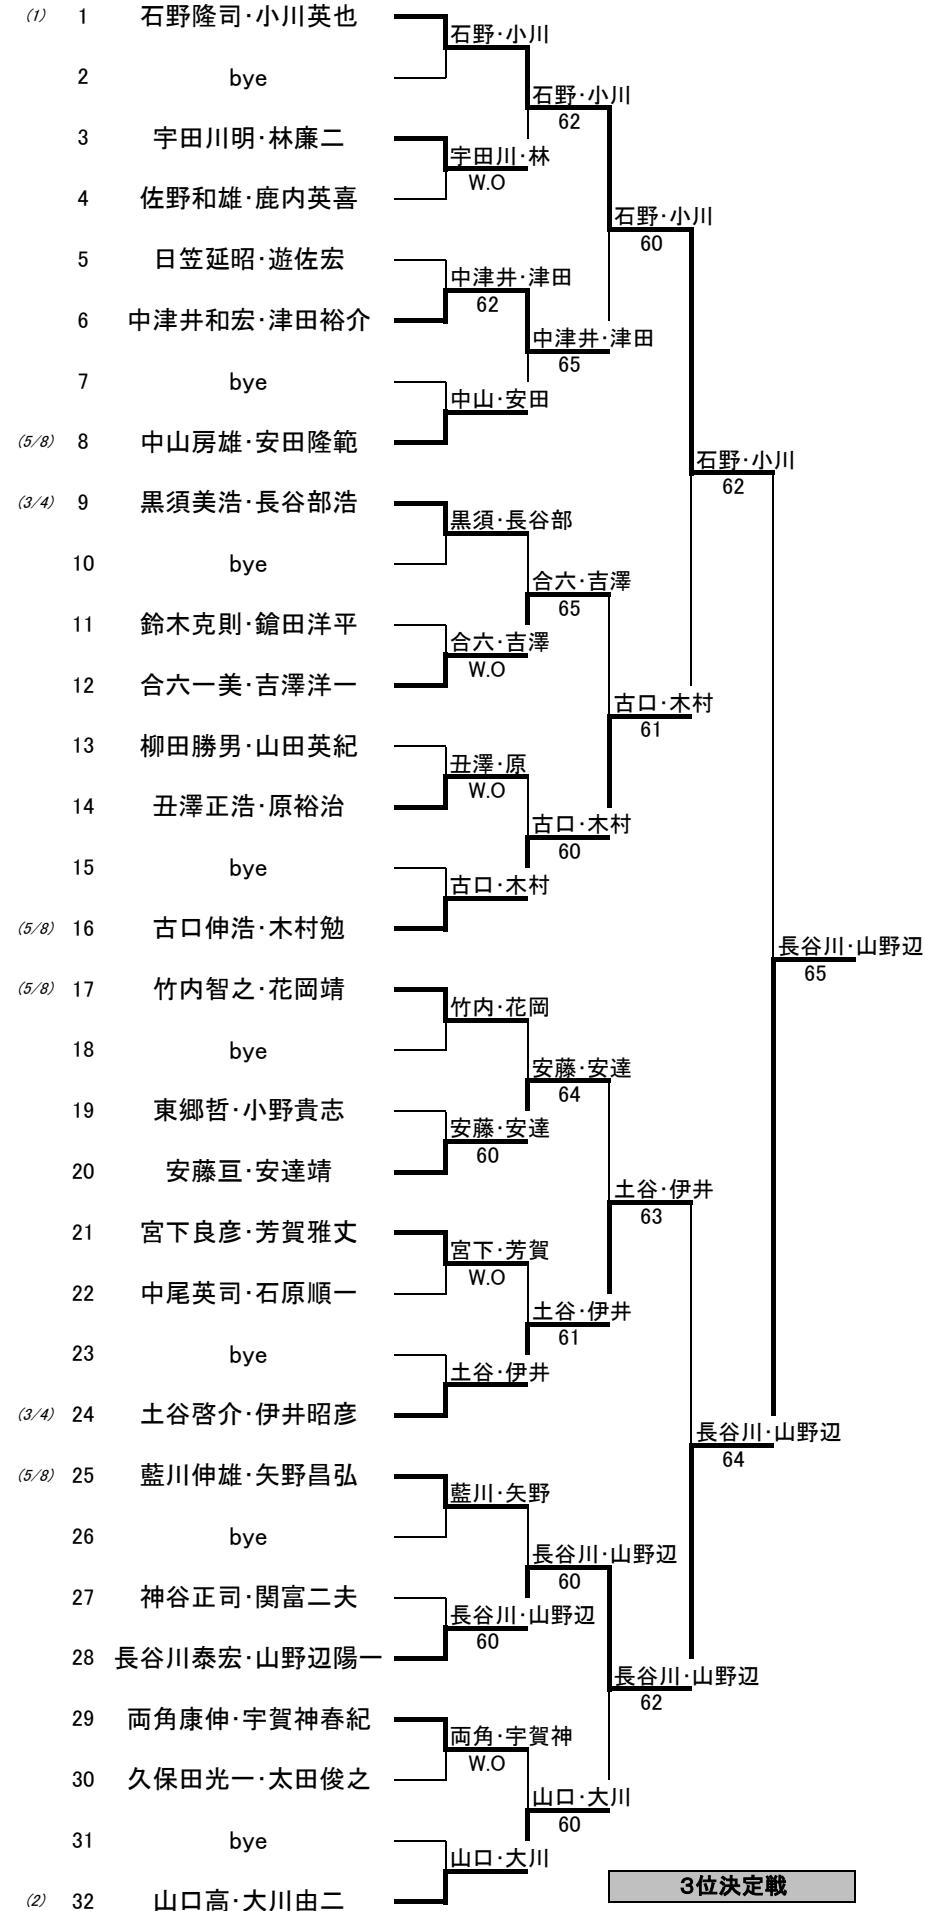 (1) 1 石野隆司・小川英也
石野・小川
2 bye
石野・小川
62
3 宇田川明・林廉二
宇田川・林
W.O
4 佐野和雄・鹿内英喜
石野・小川
60
5 日笠延昭・遊佐宏
中津井・津田
62
6 中津井和宏・津田裕介
中津井・津田
65
7 bye
中山・安田
(5/8) 8 中山房雄・安田隆範
石野・小川
62
(3/4) 9 黒須美浩・長谷部浩
黒須・長谷部
10 bye
合六・吉澤
65
11 鈴木克則・鎗田洋平
合六・吉澤
W.O
12 合六一美・吉澤洋一
古口・木村
61
13 柳田勝男・山田英紀
丑澤・原
W.O
14 丑澤正浩・原裕治
古口・木村
60
15 bye
古口・木村
(5/8) 16 古口伸浩・木村勉
長谷川・山野辺
65
(5/8) 17 竹内智之・花岡靖
竹内・花岡
18 bye
安藤・安達
64
19 東郷哲・小野貴志
安藤・安達
60
20 安藤亘・安達靖
土谷・伊井
63
21 宮下良彦・芳賀雅丈
宮下・芳賀
W.O
22 中尾英司・石原順一
土谷・伊井
61
23 bye
土谷・伊井
(3/4) 24 土谷啓介・伊井昭彦
長谷川・山野辺
64
(5/8) 25 藍川伸雄・矢野昌弘
藍川・矢野
26 bye
長谷川・山野辺
60
27 神谷正司・関富二夫
長谷川・山野辺
60
28 長谷川泰宏・山野辺陽一
長谷川・山野辺
62
29 両角康伸・宇賀神春紀
両角・宇賀神
W.O
30 久保田光一・太田俊之
山口・大川
60
31 bye
山口・大川
(2) 32 山口高・大川由二
3位決定戦